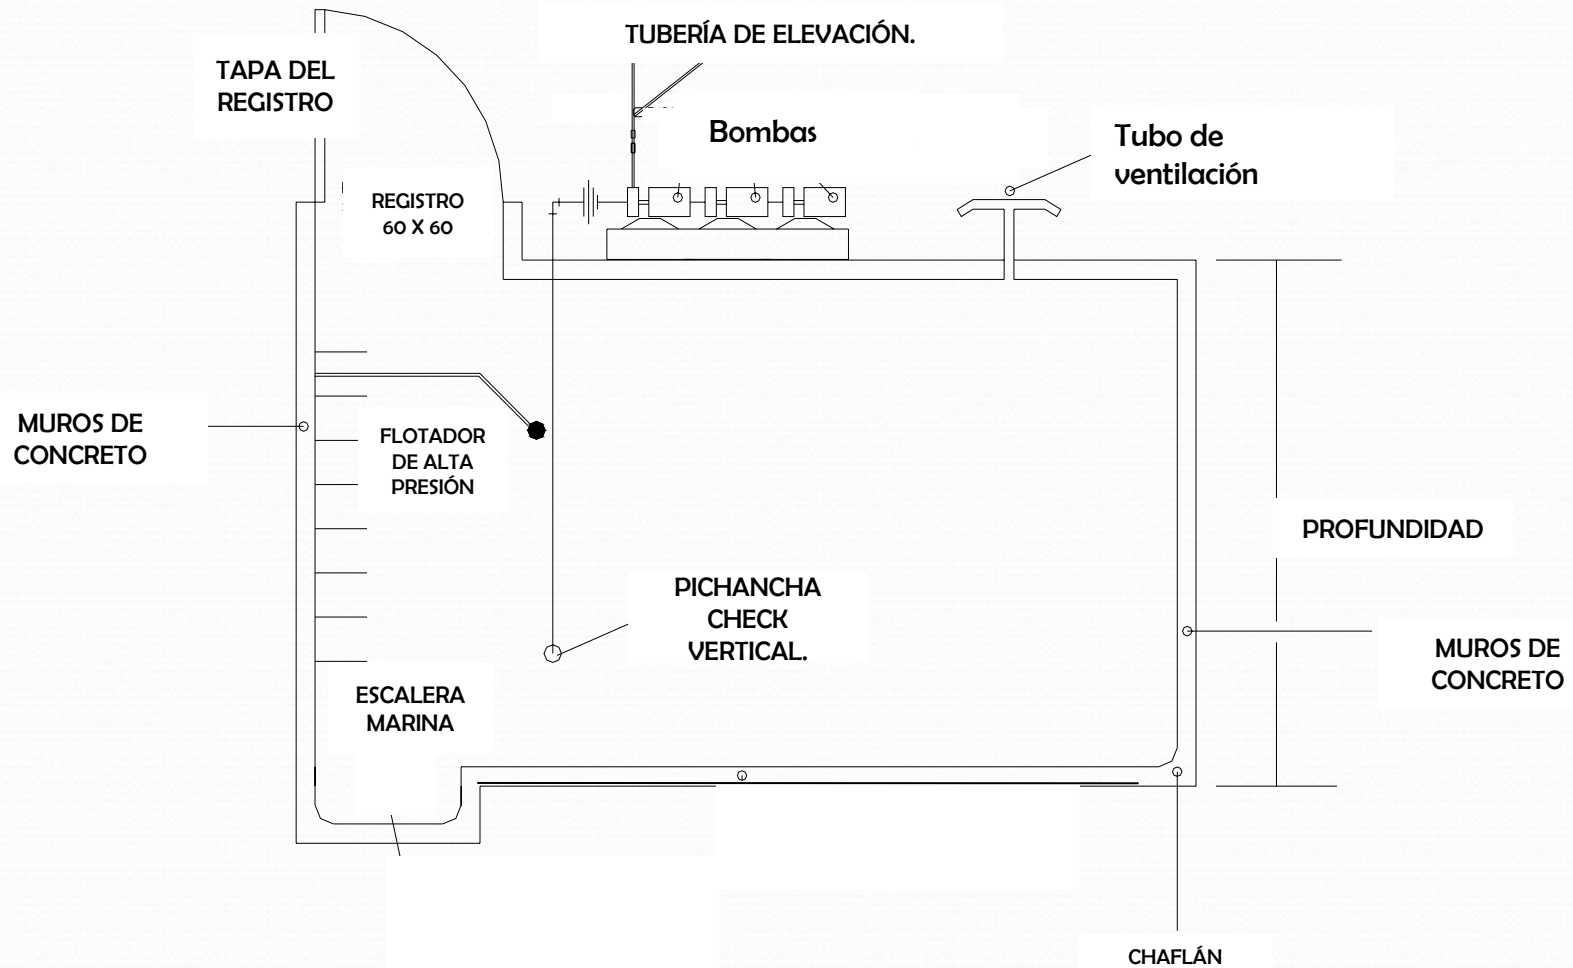 TUBERÍA DE ELEVACIÓN.
TAPA DEL
REGISTRO
Bombas
Tubo de
ventilación
REGISTRO
60 X 60
MUROS DE
CONCRETO
FLOTADOR
DE ALTA
PRESIÓN
PROFUNDIDAD
PICHANCHA
CHECK
VERTICAL.
MUROS DE
CONCRETO
ESCALERA
MARINA
CHAFLÁN